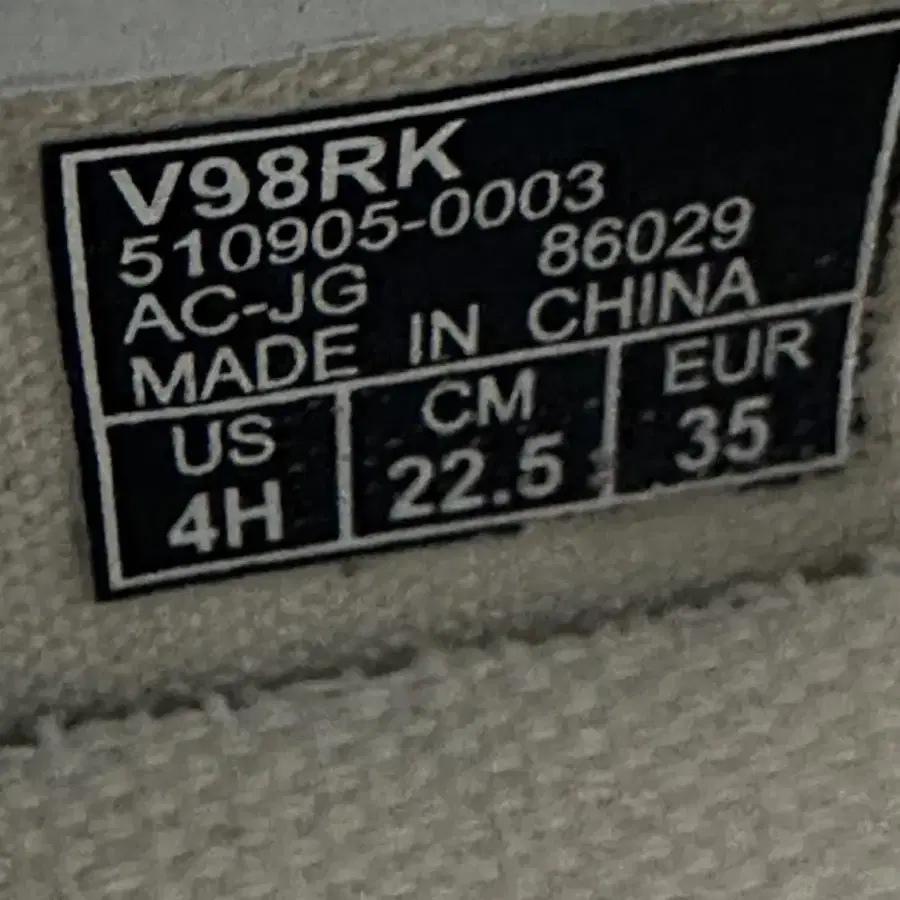 V98RK
510905-0003
AC-JG 86029
MADE IN CHINA
US CM EUR
4H 22.5 35